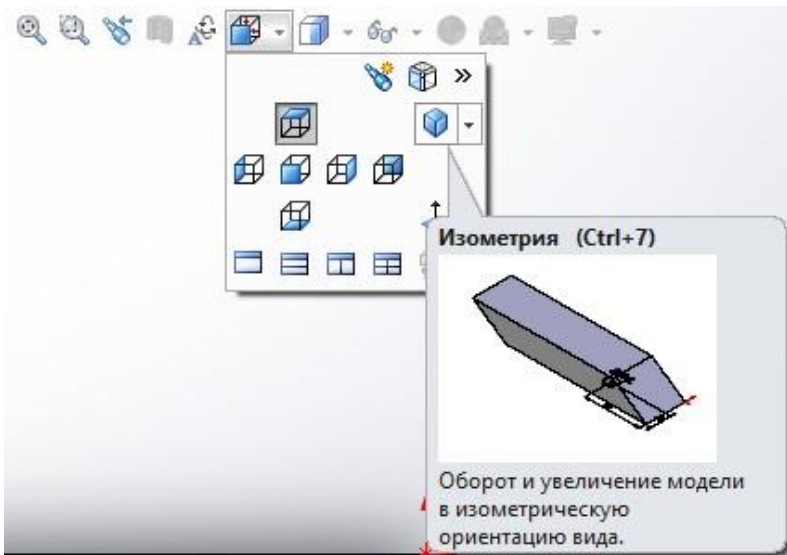 Изометрия (Ctrl+7)
Оборот и увеличение модели
в изометрическую
ориентацию вида.